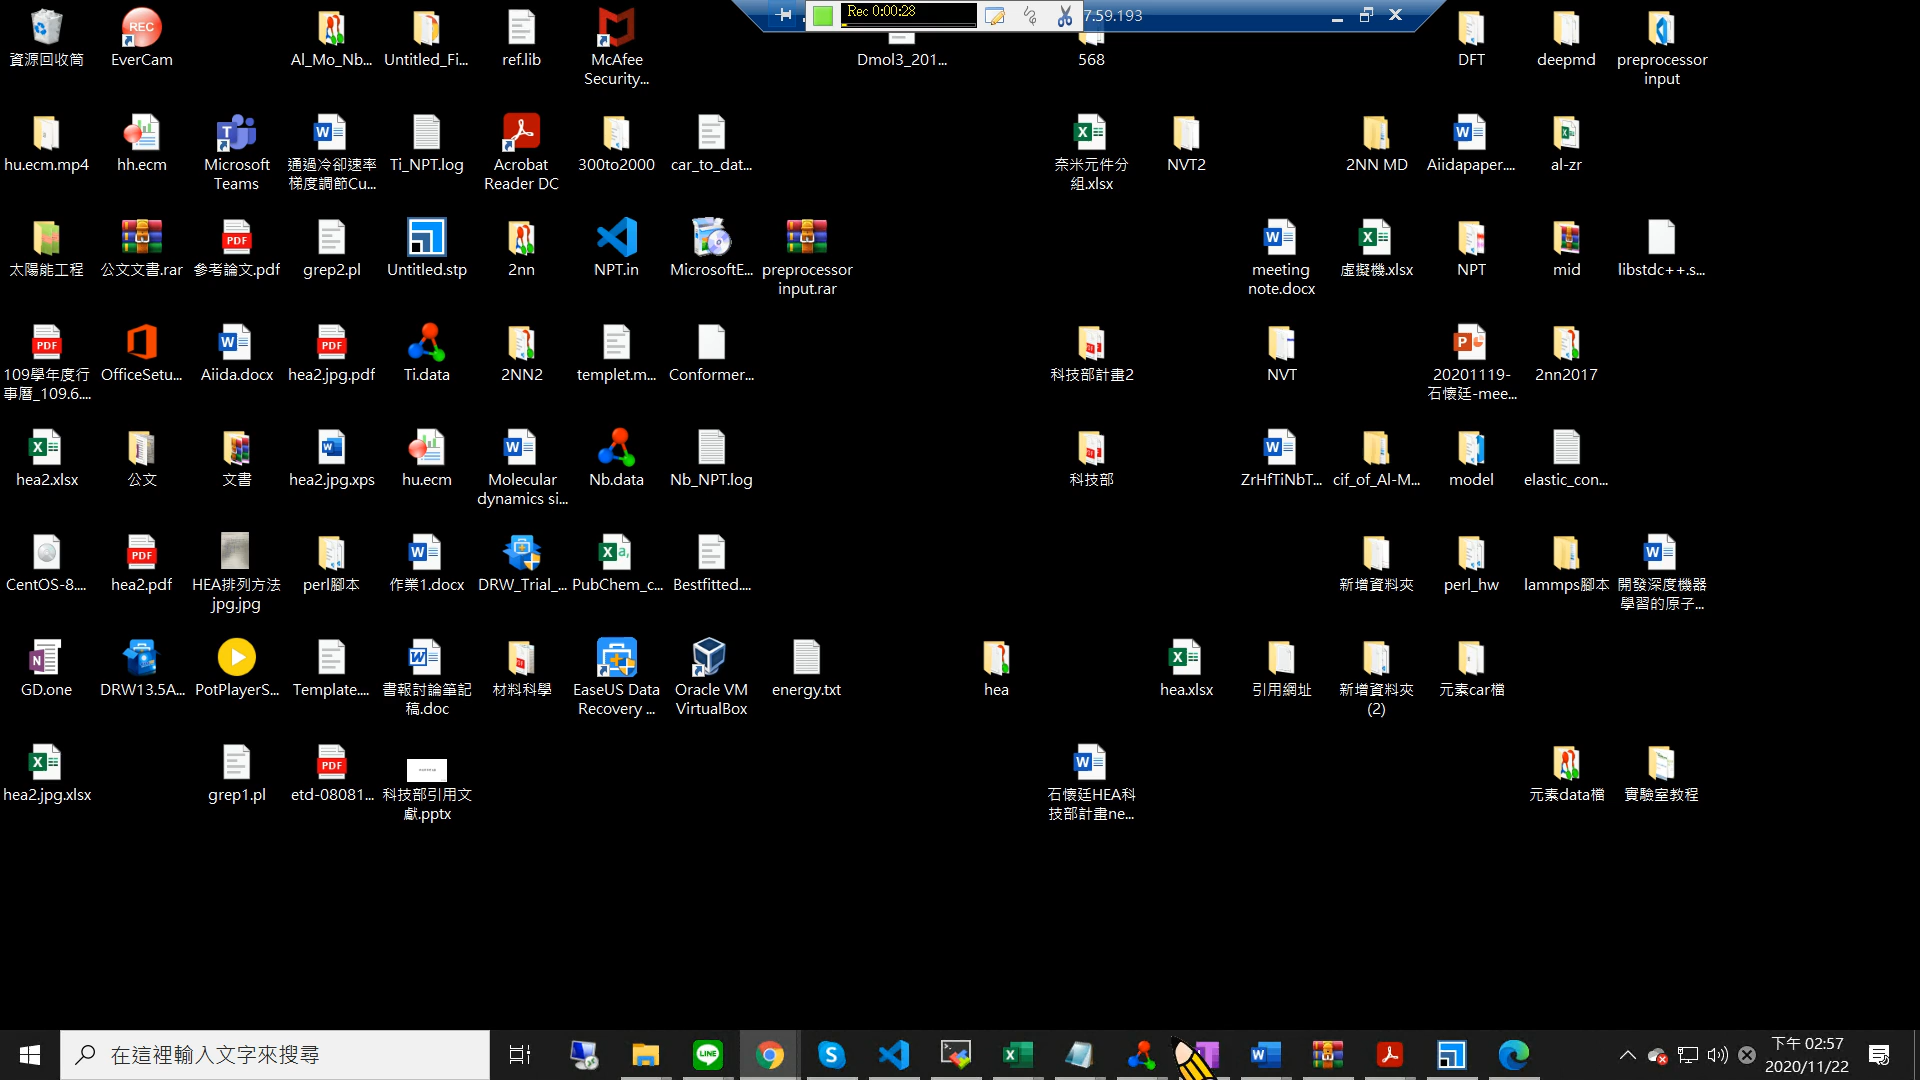 Rec 0:00:28
7.59.193
資源回收筒
EverCam
Al_Mo_Nb...
Untitled_Fi...
ref.lib
McAfee
Security...
Dmol3_201...
568
DFT
deepmd
preprocessor
input
hu.ecm.mp4
hh.ecm
Microsoft
Teams
通過冷卻速率
梯度調節Cu...
Ti_NPT.log
Acrobat
Reader DC
300to2000
car_to_dat...
奈米元件分
組.xlsx
NVT2
2NN MD
Aiidapaper....
al-zr
太陽能工程
公文文書.rar
參考論文.pdf
grep2.pl
Untitled.stp
2nn
NPT.in
MicrosoftE...
preprocessor
input.rar
meeting
note.docx
虛擬機.xlsx
NPT
mid
libstdc++.s...
109學年度行
事曆_109.6....
OfficeSetu...
Aiida.docx
hea2.jpg.pdf
Ti.data
2NN2
templet.m...
Conformer...
科技部計畫2
NVT
20201119-
石懷廷-mee...
2nn2017
hea2.xlsx
公文
文書
hea2.jpg.xps
hu.ecm
Molecular
dynamics si...
Nb.data
Nb_NPT.log
科技部
ZrHfTiNbT...
cif_of_Al-M...
model
elastic_con...
CentOS-8....
hea2.pdf
HEA排列方法
jpg.jpg
perl腳本
作業1.docx
DRW_Trial_...
PubChem_c...
Bestfitted....
新增資料夾
perl_hw
lammps腳本
開發深度機器
學習的原子...
GD.one
DRW13.5A...
PotPlayerS...
Template....
書報討論筆記
稿.doc
材料科學
EaseUS Data
Recovery ...
Oracle VM
VirtualBox
energy.txt
hea
hea.xlsx
引用網址
新增資料夾
(2)
元素car檔
hea2.jpg.xlsx
grep1.pl
etd-08081...
科技部引用文
獻.pptx
石懷廷HEA科
技部計畫ne...
元素data檔
實驗室教程
在這裡輸入文字來搜尋
下午 02:57
2020/11/22